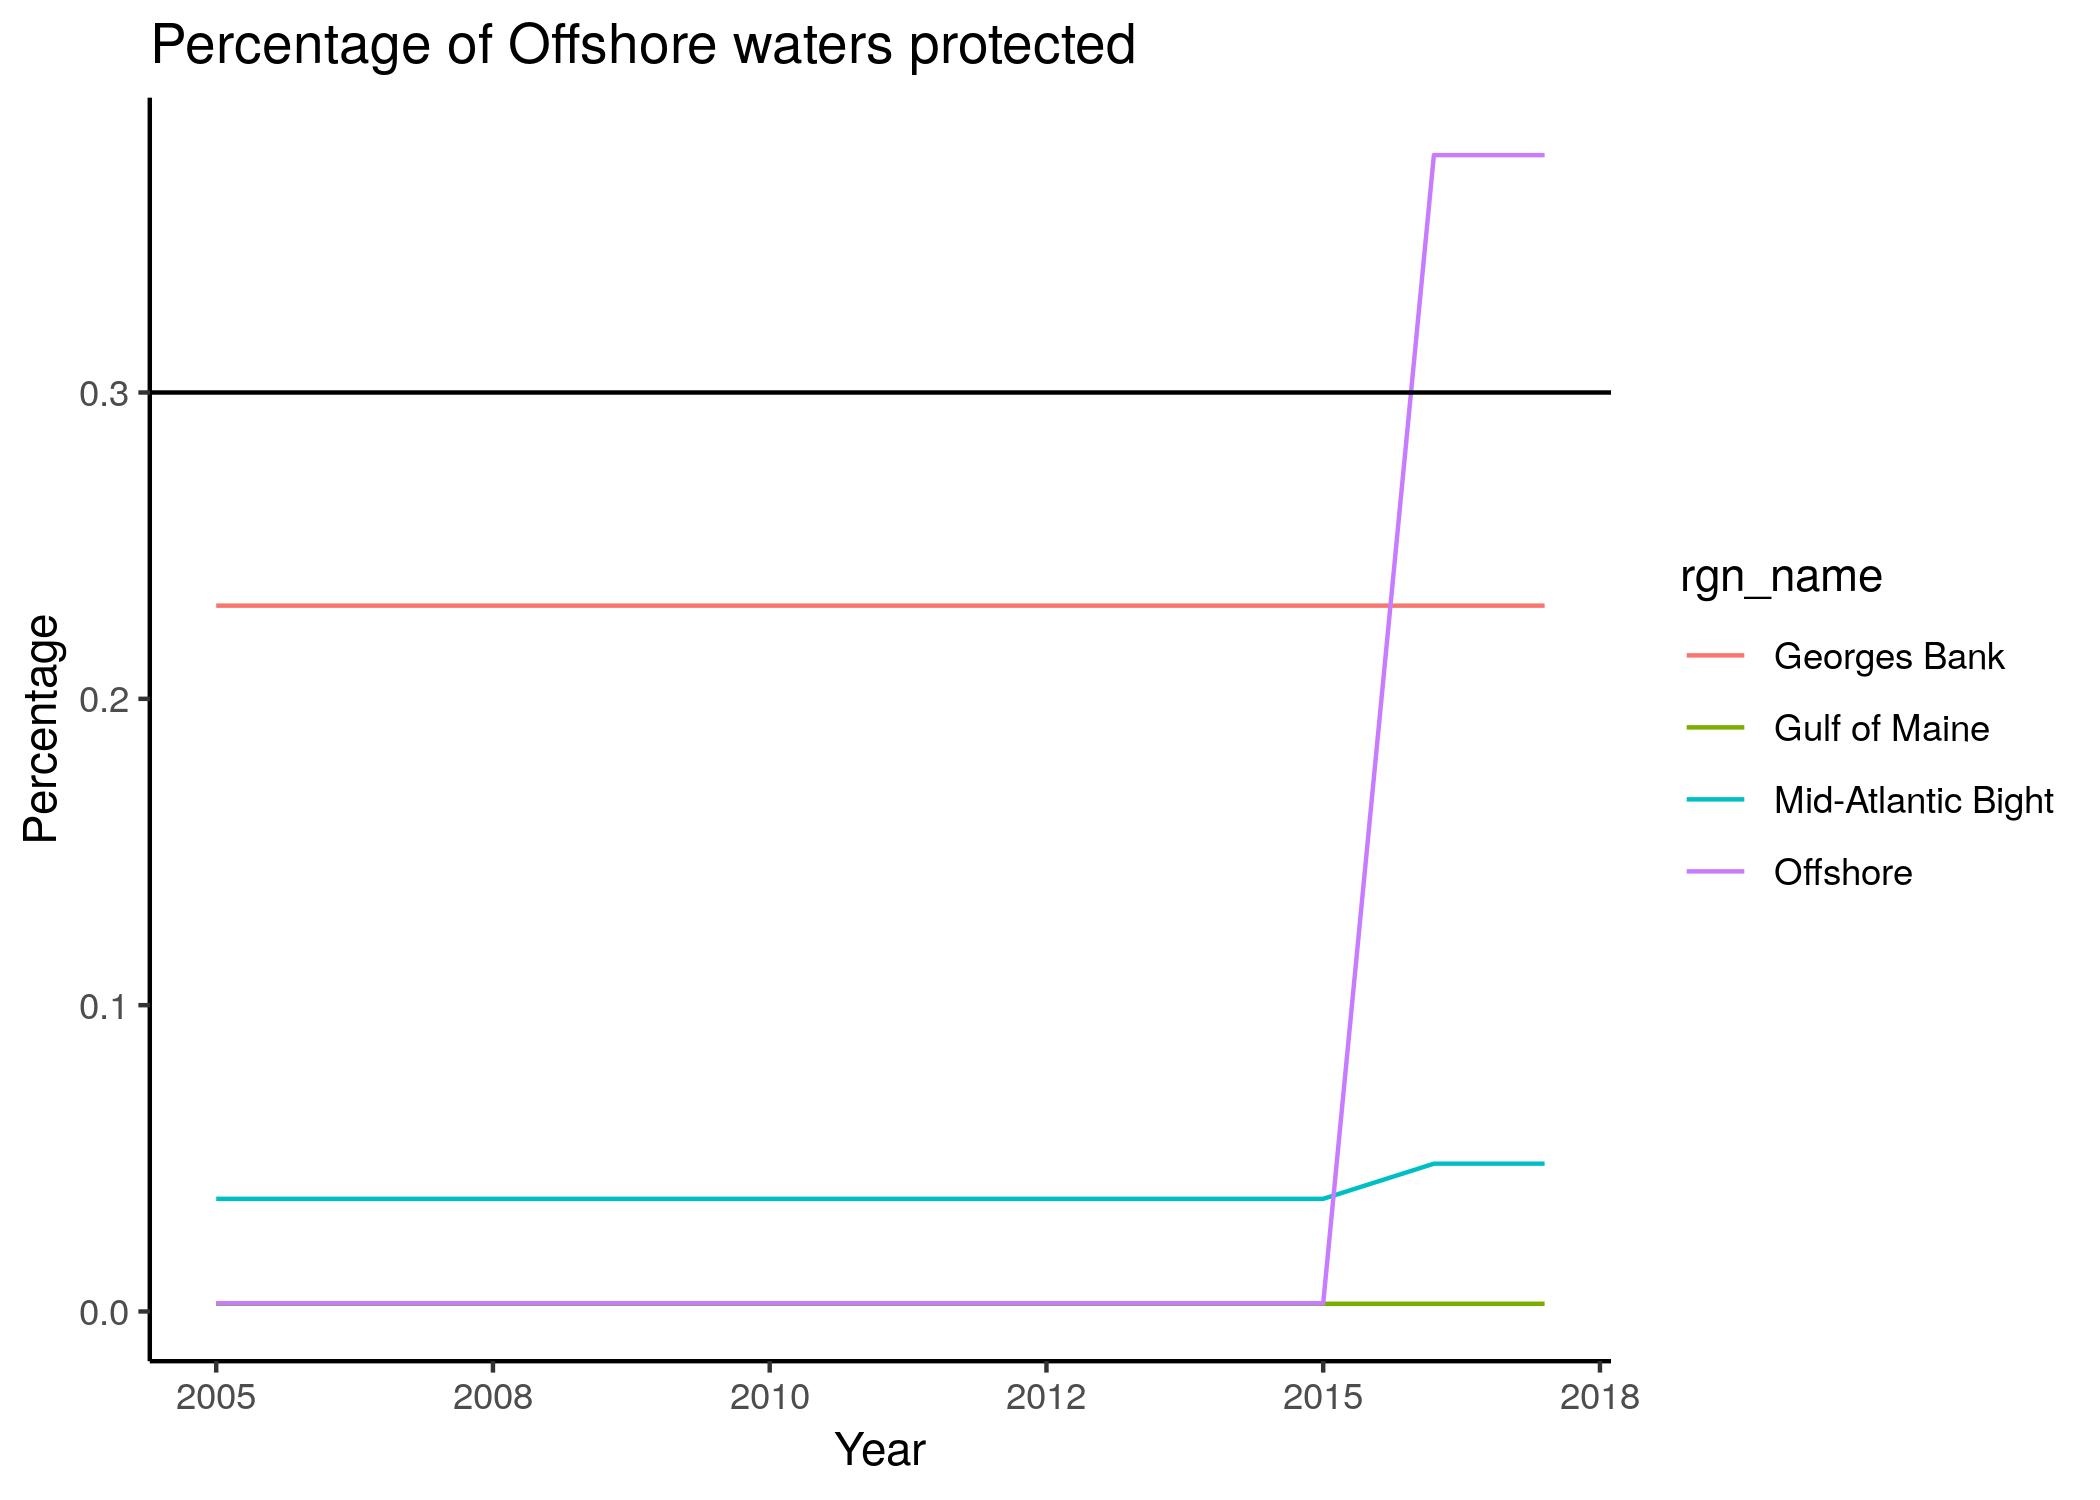 Percentage of Offshore waters protected
Percentage
0.3
0.2
0.1
0.0
2005 2008 2010 2012 2015 2018
Year
rgn_name
Georges Bank
Gulf of Maine
Mid-Atlantic Bight
Offshore